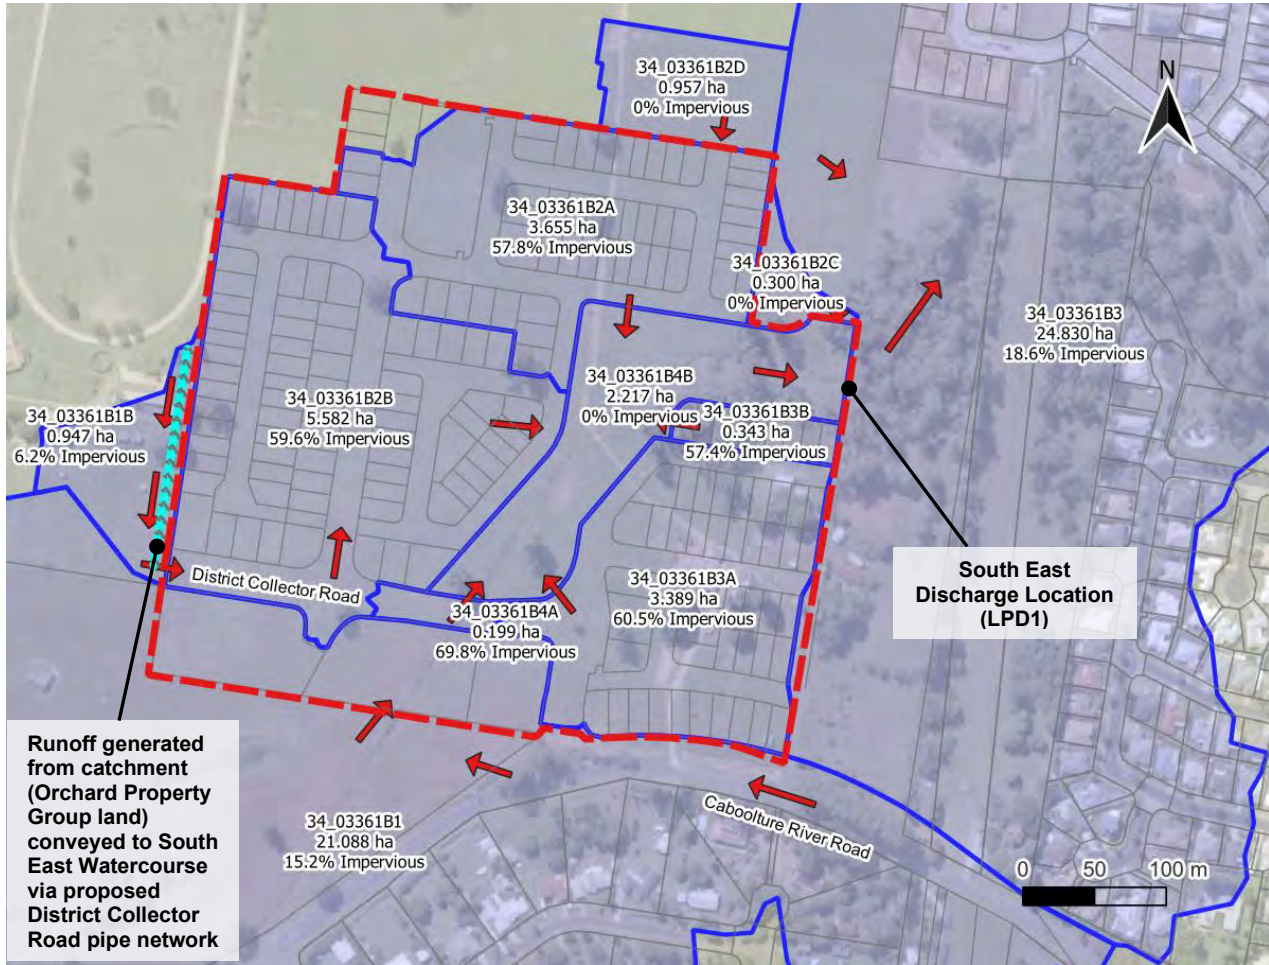 34_03361B2D
0.957 ha
0% Impervious
N
34_03361B2A
3.655 ha
57.8% Impervious
34_03361B2C
0.300 ha
0% Impervious
34_03361B3
24.830 ha
18.6% Impervious
34_03361B4B
2.217 ha
0% Impervious
34_03361B2B
5.582 ha
59.6% Impervious
34_03361B3B
0.343 ha
57.4% Impervious
34_03361B1B
0.947 ha
6.2% Impervious
District Collector Road
34_03361B4A
0.199 ha
69.8% Impervious
34_03361B3A
3.389 ha
60.5% Impervious
South East
Discharge Location
(LPD1)
Runoff generated
from catchment
(Orchard Property
Group land)
conveyed to South
East Watercourse
via proposed
District Collector
Road pipe network
34_03361B1
21.088 ha
15.2% Impervious
Caboolture River Road
0 50 100 m